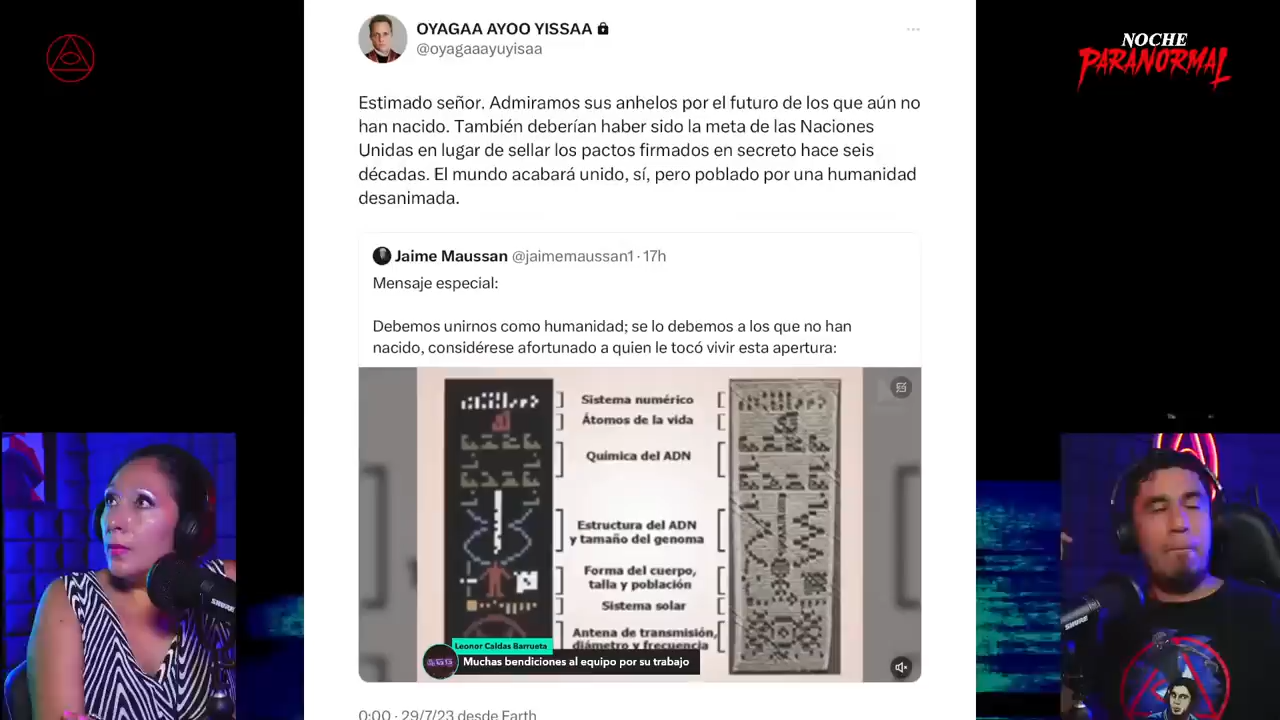 OYAGAA AYOO YISSAA
@oyagaaayuyisaa
NOCHE
PARANORMAL
Estimado señor. Admiramos sus anhelos por el futuro de los que aún no
han nacido. También deberían haber sido la meta de las Naciones
Unidas en lugar de sellar los pactos firmados en secreto hace seis
décadas. El mundo acabará unido, sí, pero poblado por una humanidad
desanimada.
Jaime Maussan @jaimemaussan1 · 17h
Mensaje especial:
Debemos unirnos como humanidad; se lo debemos a los que no han
nacido, considérese afortunado a quien le tocó vivir esta apertura:
Sistema numérico
Átomos de la vida
Química del ADN
Estructura del ADN
y tamaño del genoma
Forma del cuerpo,
talla y población
Sistema solar
Antena de transmisión,
diámetro y frecuencia
Leonor Caldas Barrueta
Muchas bendiciones al equipo por su trabajo
SHURE
SHURE
0:00 · 29/7/23 desde Earth